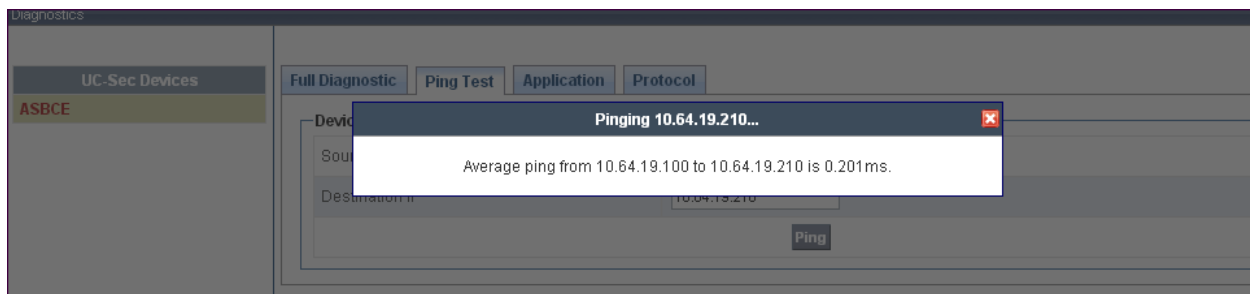 Diagnostics
UC-Sec Devices
ASBCE
Full Diagnostic Ping Test Application Protocol
Pinging 10.64.19.210...
Average ping from 10.64.19.100 to 10.64.19.210 is 0.201ms.
Ping